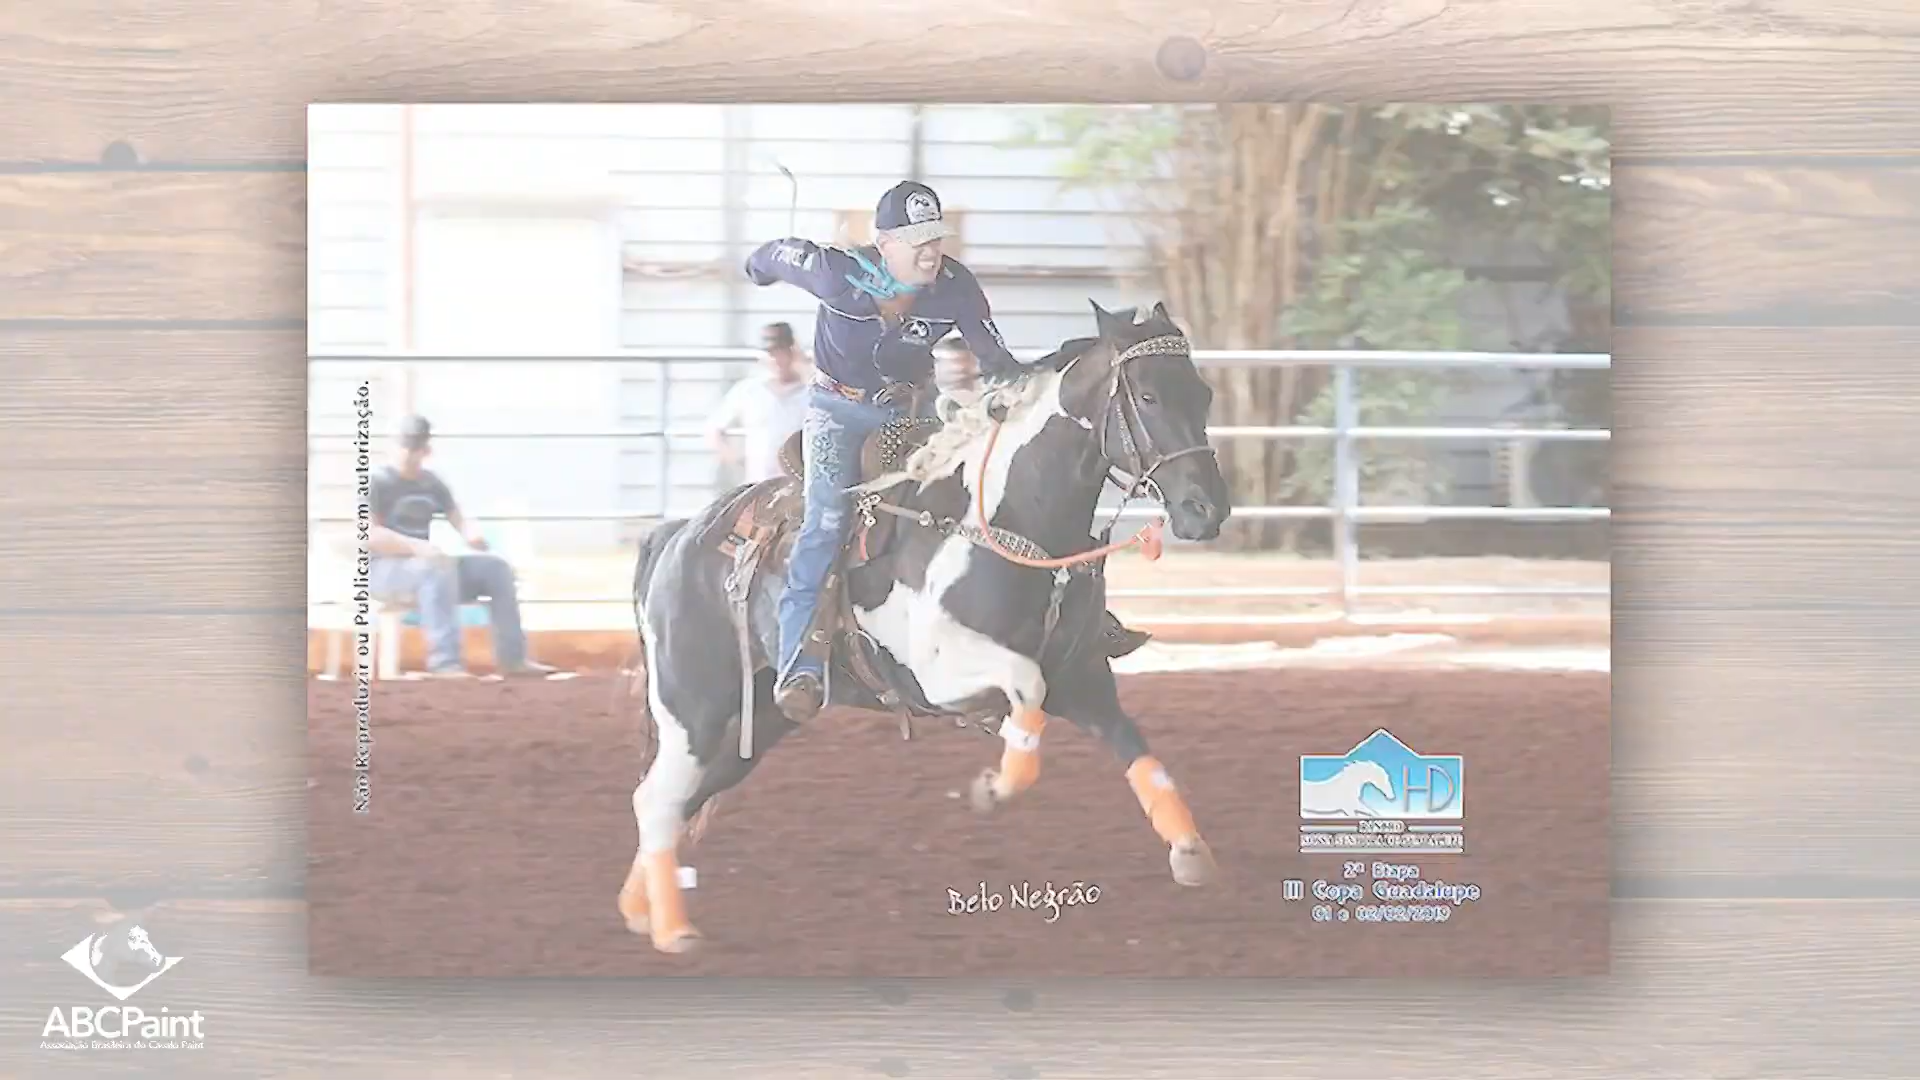 Não Reproduzir ou Publicar sem autorização.
HD
2ª Etapa
III Copa Guadalupe
01 e 02/02/2019
Belo Negrão
ABCPaint
Associação Brasileira do Cavalo Paint